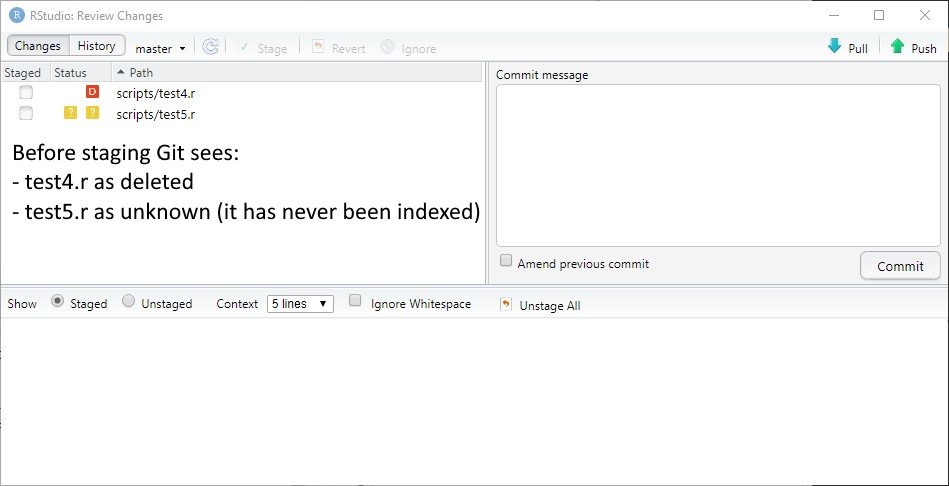 R RStudio: Review Changes
Changes History master Stage Revert Ignore Pull Push
Staged Status Path
D scripts/test4.r
? ? scripts/test5.r
Before staging Git sees:
- test4.r as deleted
- test5.r as unknown (it has never been indexed)
Commit message
Amend previous commit Commit
Show Staged Unstaged Context 5 lines Ignore Whitespace Unstage All